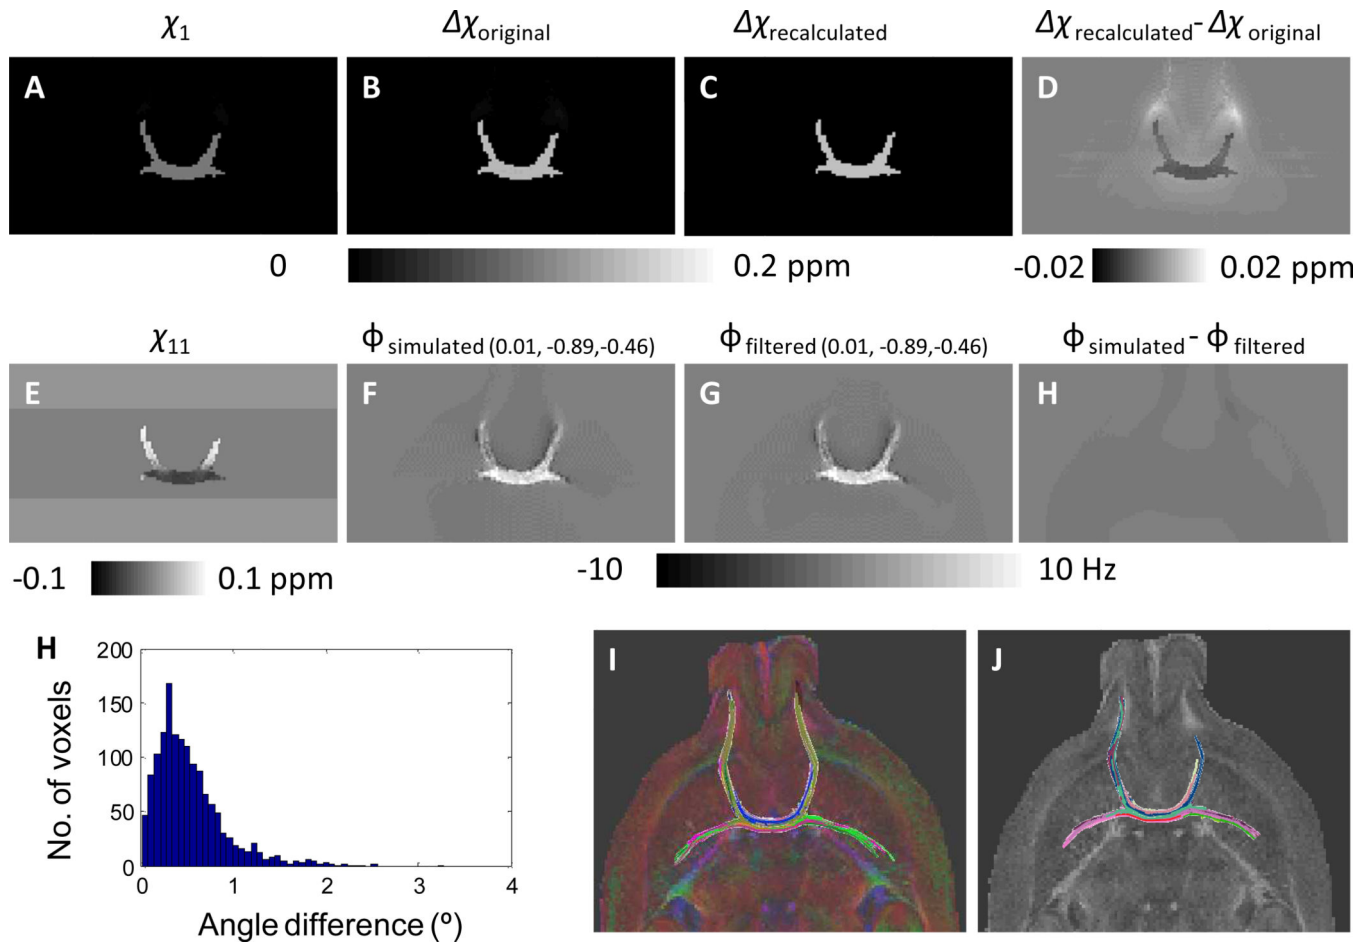 χ1 Δχoriginal Δχrecalculated Δχrecalculated- Δχ original
A B C D
0 0.2 ppm -0.02 0.02 ppm
χ11 ϕ simulated (0.01, -0.89,-0.46) ϕ filtered (0.01, -0.89,-0.46) ϕ simulated- ϕ filtered
E F G H
-0.1 0.1 ppm -10 10 Hz
H I J
200
150
100
50
0
No. of voxels
0 1 2 3 4
Angle difference (º)